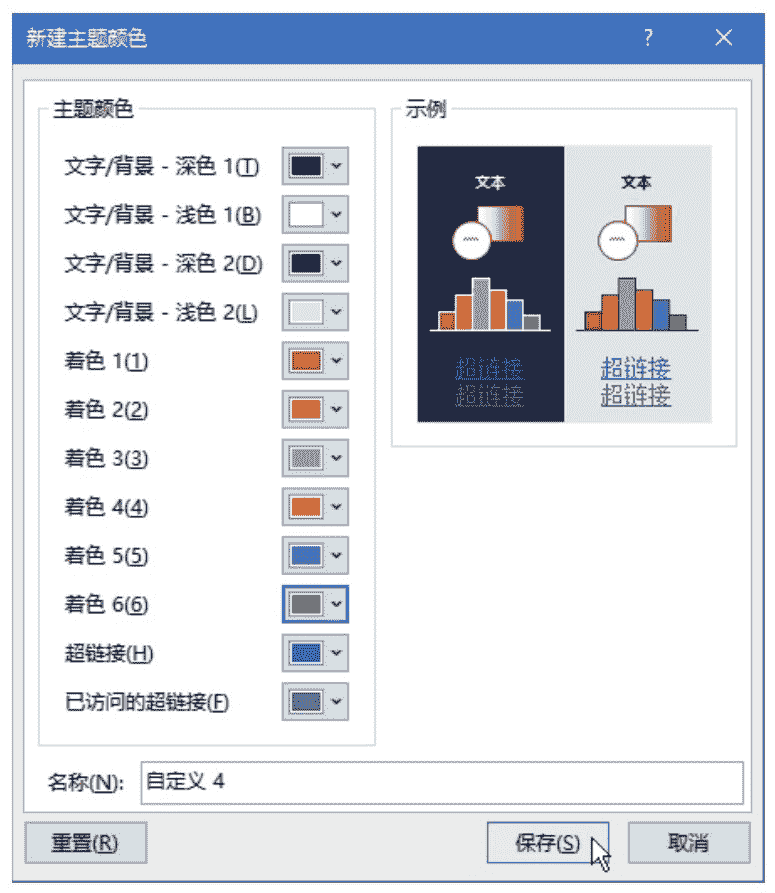 新建主题颜色
主题颜色
文字/背景 - 深色 1(T)
文字/背景 - 浅色 1(B)
文字/背景 - 深色 2(D)
文字/背景 - 浅色 2(L)
着色 1(1)
着色 2(2)
着色 3(3)
着色 4(4)
着色 5(5)
着色 6(6)
超链接(H)
已访问的超链接(F)
示例
文本 文本
超链接 超链接
超链接 超链接
名称(N): 自定义 4
重置(R) 保存(S) 取消